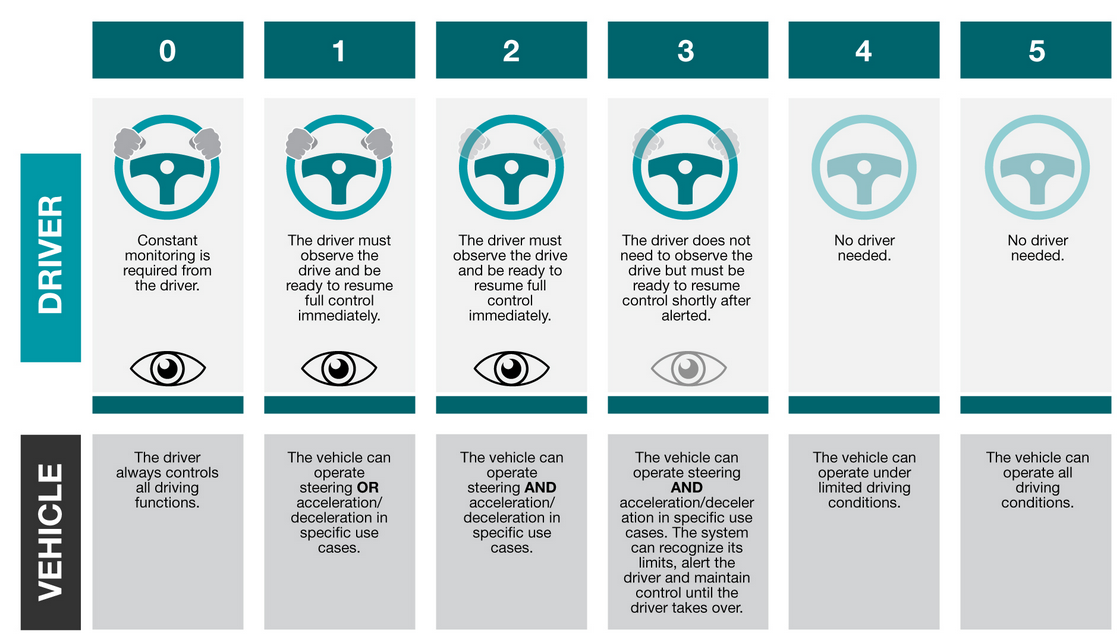 0
1
2
3
4
5
DRIVER
Constant
monitoring is
required from
the driver.
The driver must
observe the
drive and be
ready to resume
full control
immediately.
The driver must
observe the drive
and be ready to
resume full
control
immediately.
The driver does not
need to observe the
drive but must be
ready to resume
control shortly after
alerted.
No driver
needed.
No driver
needed.
VEHICLE
The driver
always controls
all driving
functions.
The vehicle can
operate
steering OR
acceleration/
deceleration in
specific use
cases.
The vehicle can
operate
steering AND
acceleration/
deceleration in
specific use
cases.
The vehicle can
operate steering
AND
acceleration/deceler
ation in specific use
cases. The system
can recognize its
limits, alert the
driver and maintain
control until the
driver takes over.
The vehicle can
operate under
limited driving
conditions.
The vehicle can
operate all
driving
conditions.